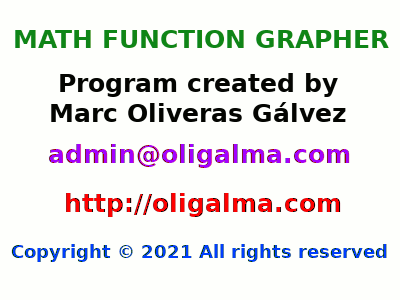 MATH FUNCTION GRAPHER
Program created by
Marc Oliveras Gálvez
admin@oligalma.com
http://oligalma.com
Copyright © 2021 All rights reserved